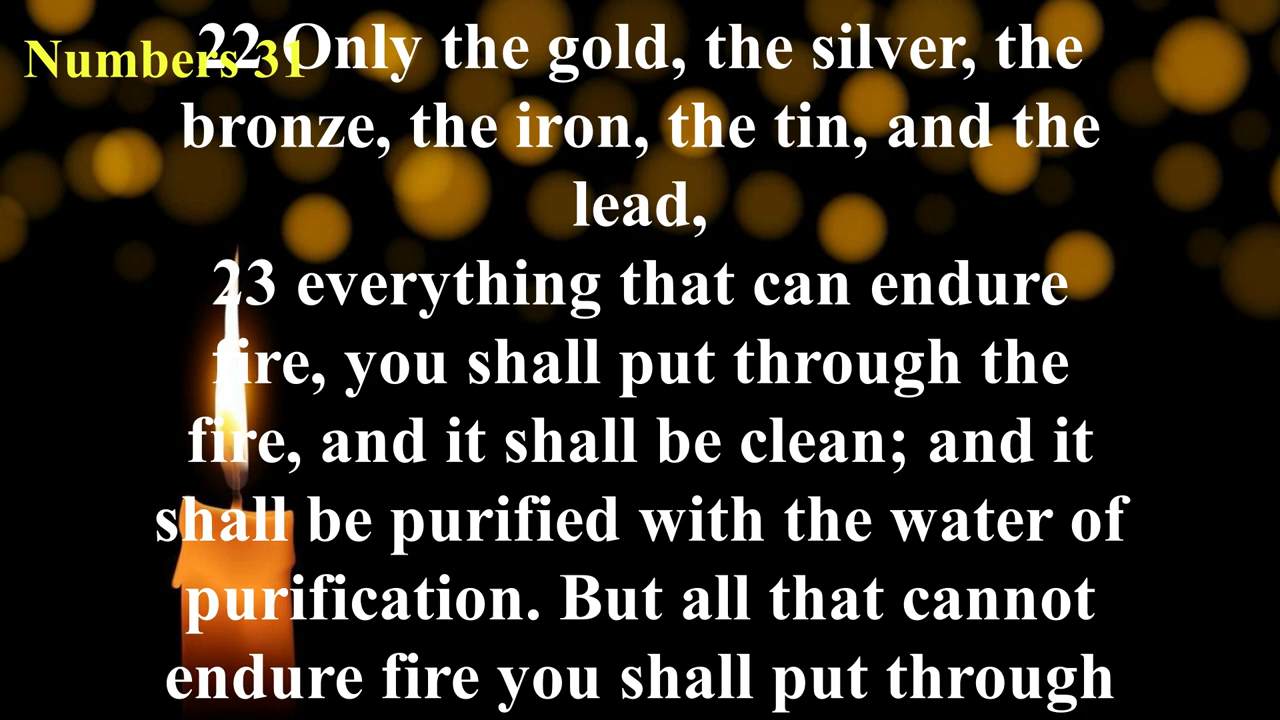 Numbers 31
22 Only the gold, the silver, the
bronze, the iron, the tin, and the
lead,
23 everything that can endure
fire, you shall put through the
fire, and it shall be clean; and it
shall be purified with the water of
purification. But all that cannot
endure fire you shall put through